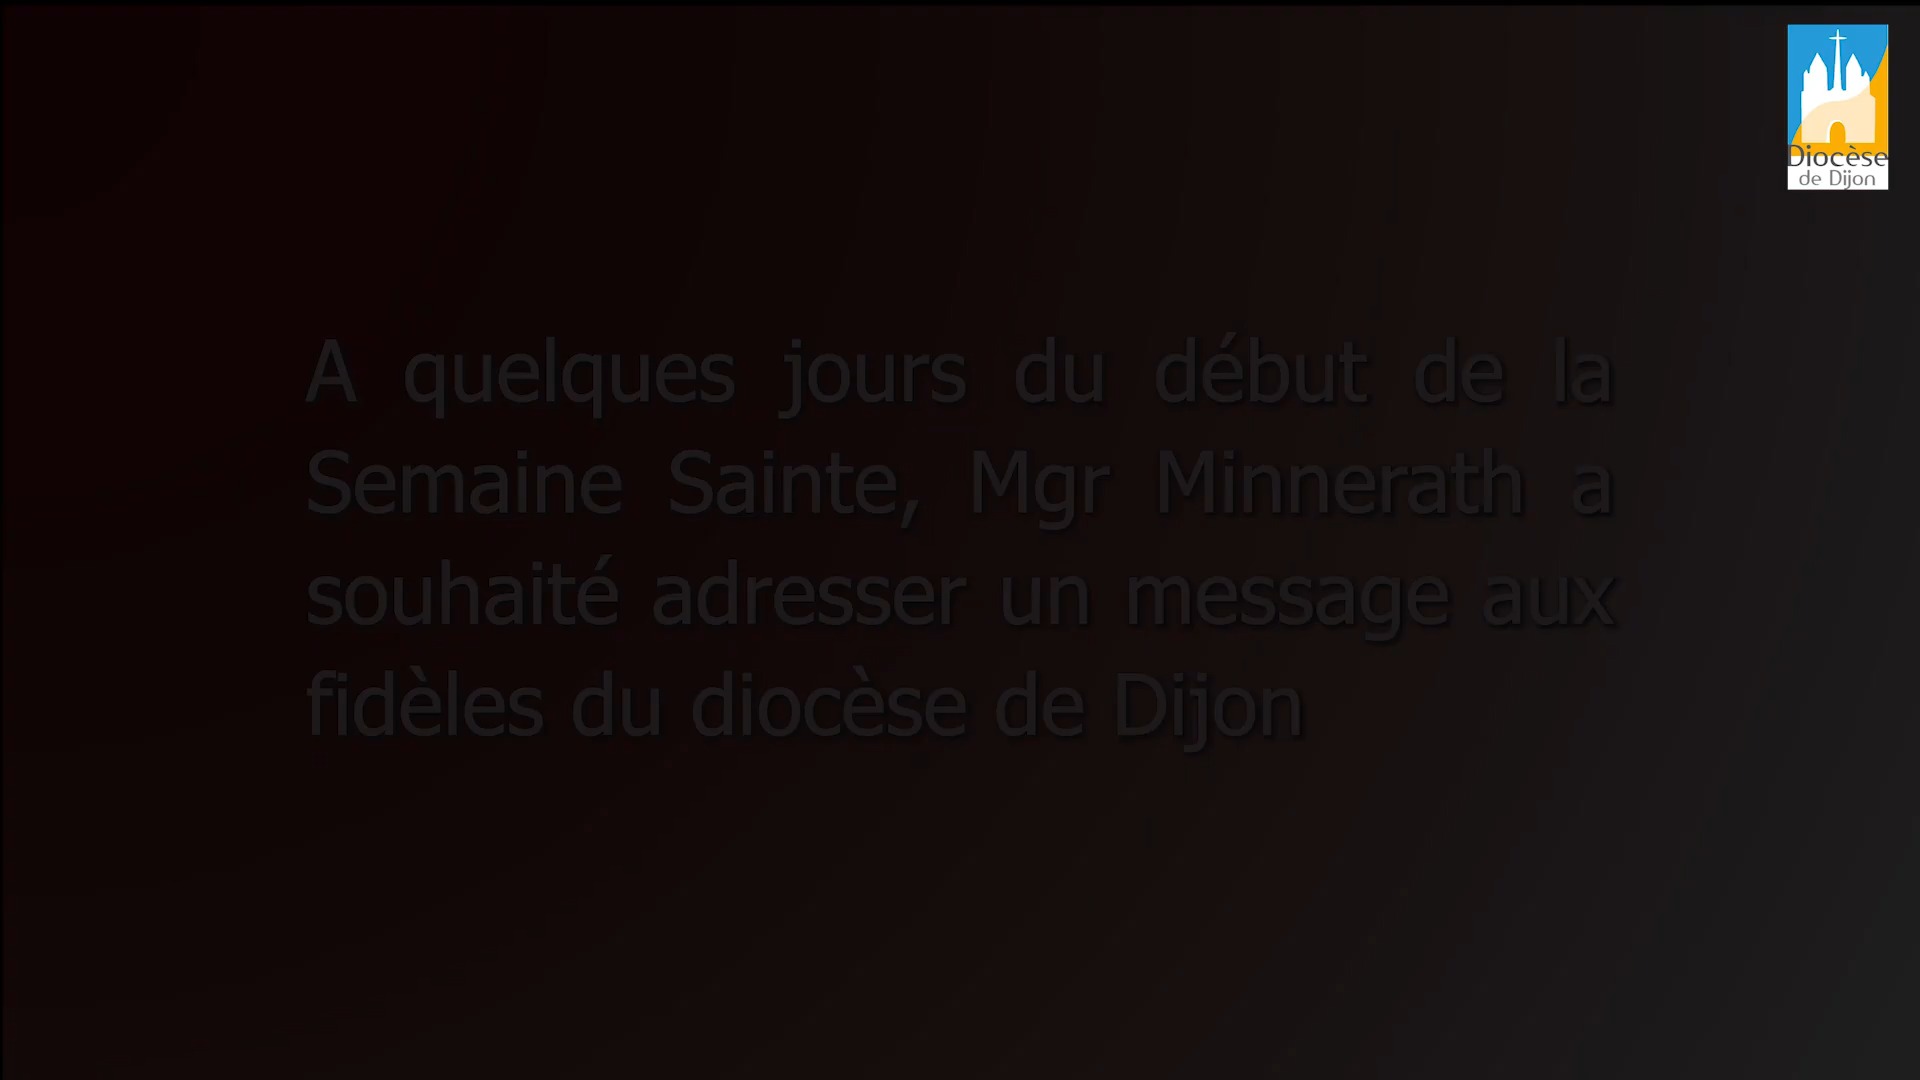 Diocèse
de Dijon
A quelques jours du début de la
Semaine Sainte, Mgr Minnerath a
souhaité adresser un message aux
fidèles du diocèse de Dijon